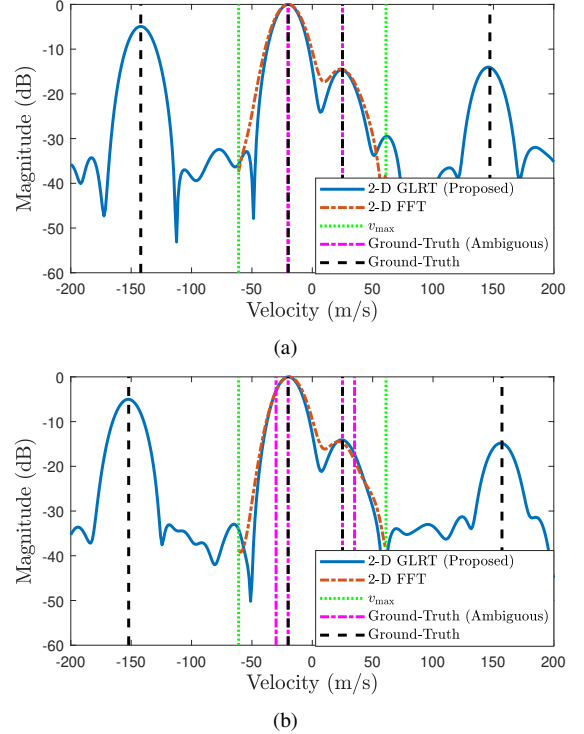 0
-10
-20
-30
-40
-50
-60
Magnitude (dB)
2-D GLRT (Proposed)
2-D FFT
vmax
Ground-Truth (Ambiguous)
Ground-Truth
-200 -150 -100 -50 0 50 100 150 200
Velocity (m/s)
(a)
0
-10
-20
-30
-40
-50
-60
Magnitude (dB)
2-D GLRT (Proposed)
2-D FFT
vmax
Ground-Truth (Ambiguous)
Ground-Truth
-200 -150 -100 -50 0 50 100 150 200
Velocity (m/s)
(b)